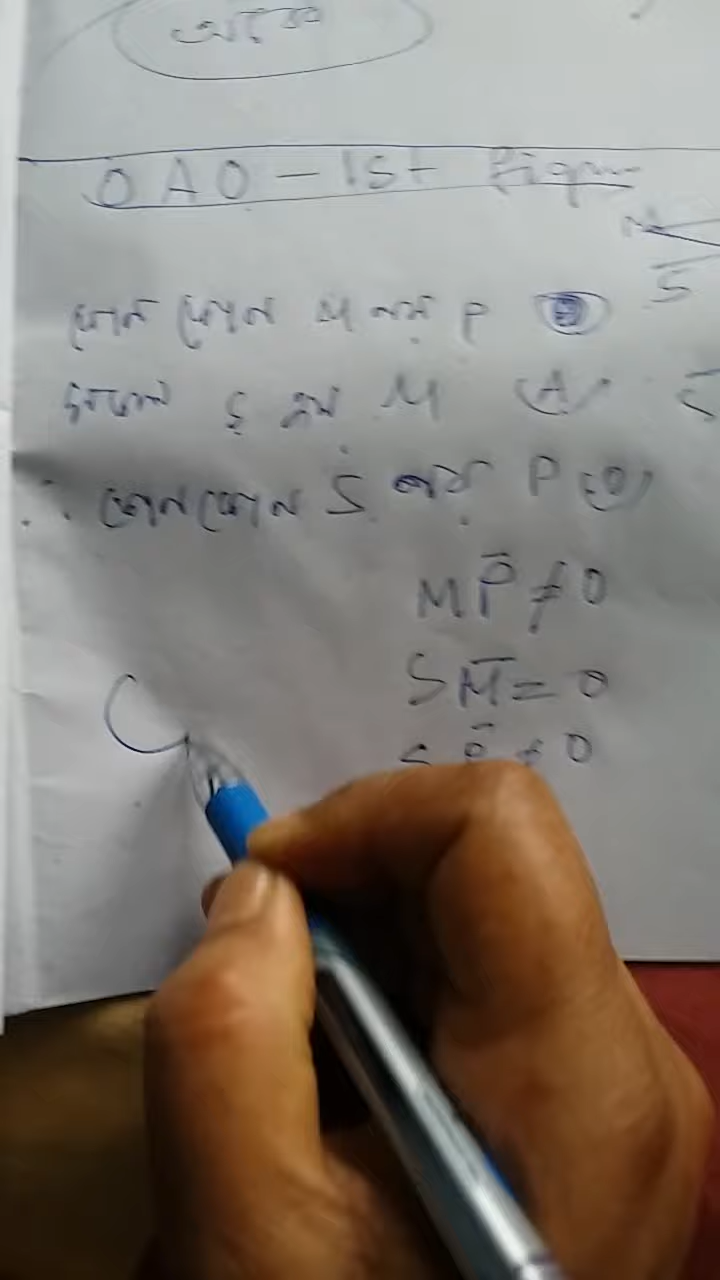 OAO - 1st Figure
কোন কোন M নয় P
সকল S হয় M (A)
∴ কোন কোন S নয় P (O)
M
S
MP̄ ≠ 0
SM̄ = 0
SP̄ ≠ 0